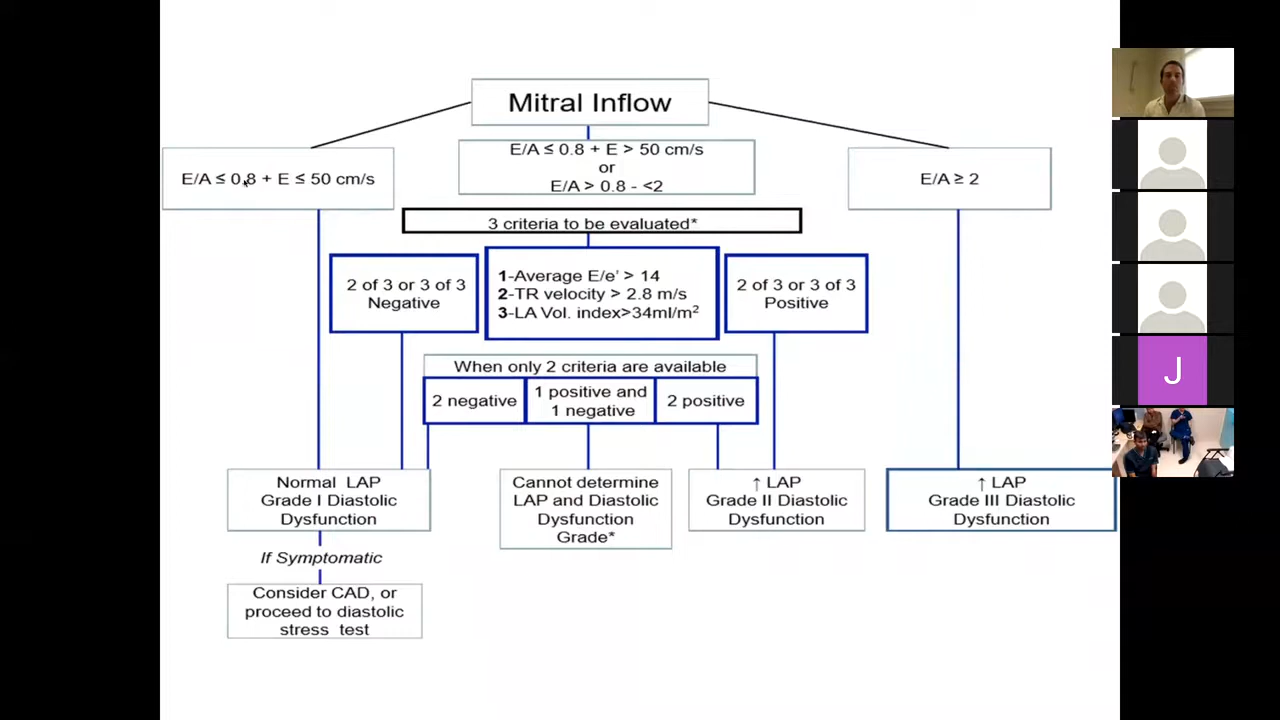 Mitral Inflow
E/A ≤ 0.8 + E ≤ 50 cm/s
E/A ≤ 0.8 + E > 50 cm/s
or
E/A > 0.8 - <2
E/A ≥ 2
3 criteria to be evaluated*
2 of 3 or 3 of 3
Negative
1-Average E/e' > 14
2-TR velocity > 2.8 m/s
3-LA Vol. index>34ml/m²
2 of 3 or 3 of 3
Positive
When only 2 criteria are available
2 negative
1 positive and
1 negative
2 positive
Normal LAP
Grade I Diastolic
Dysfunction
Cannot determine
LAP and Diastolic
Dysfunction
Grade*
↑ LAP
Grade II Diastolic
Dysfunction
↑ LAP
Grade III Diastolic
Dysfunction
If Symptomatic
Consider CAD, or
proceed to diastolic
stress test
J